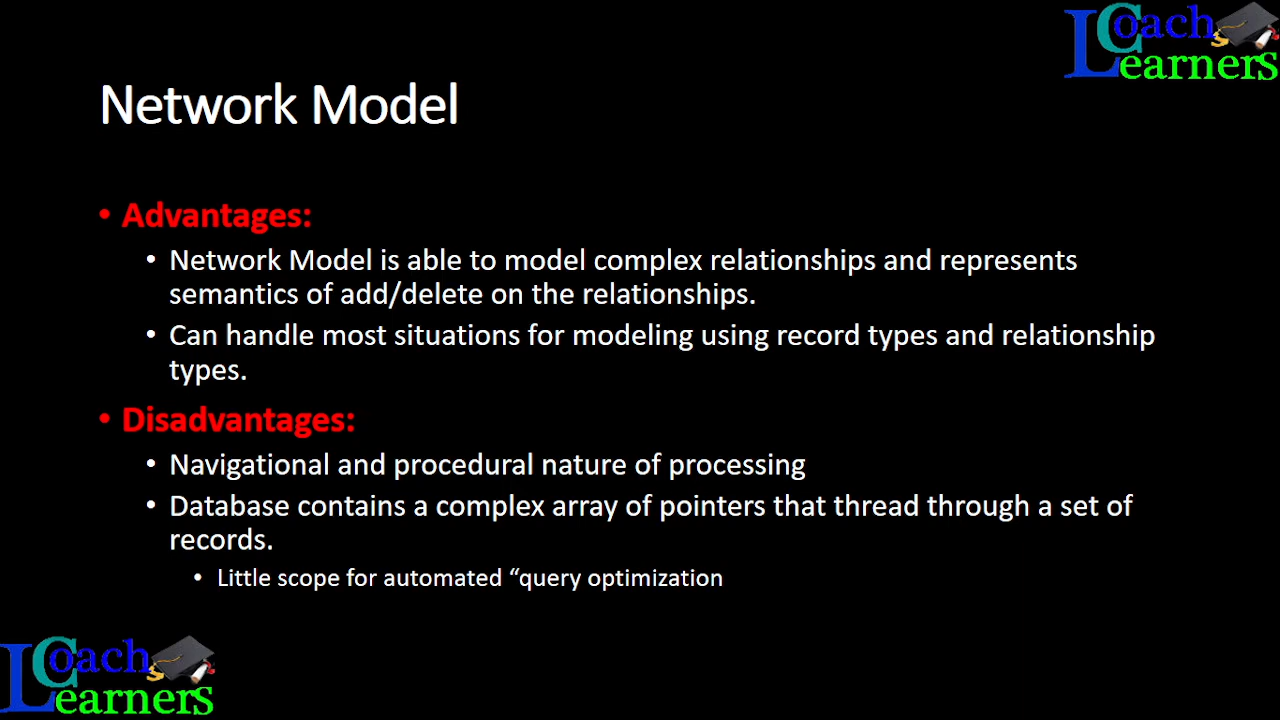 Coach
Learners
Network Model
• Advantages:
• Network Model is able to model complex relationships and represents
semantics of add/delete on the relationships.
• Can handle most situations for modeling using record types and relationship
types.
• Disadvantages:
• Navigational and procedural nature of processing
• Database contains a complex array of pointers that thread through a set of
records.
• Little scope for automated “query optimization
Coach
Learners